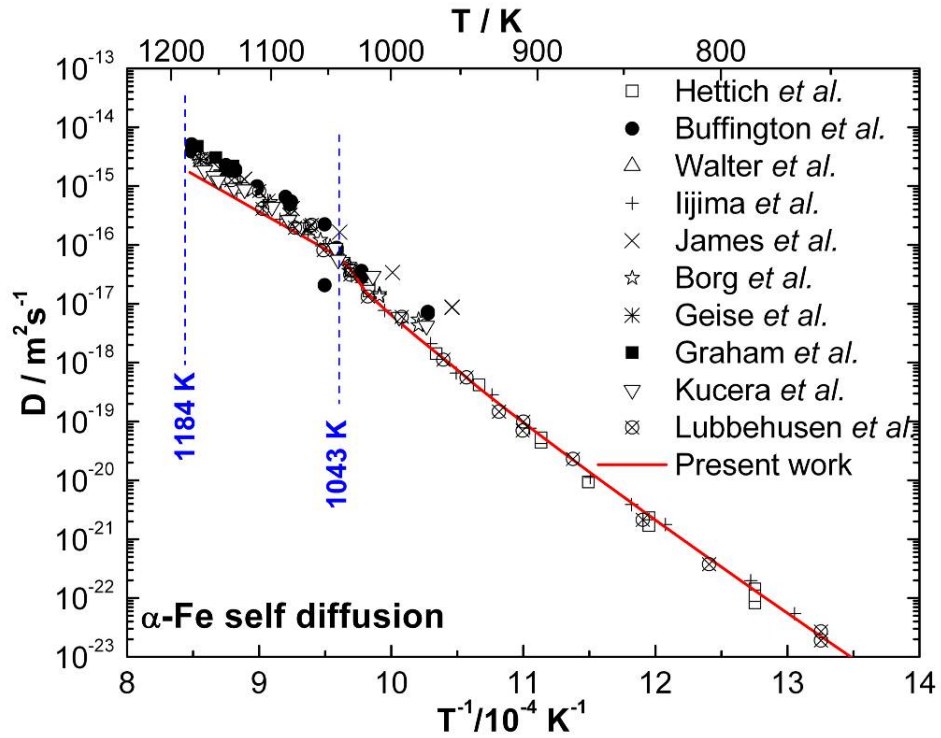 T / K
1200 1100 1000 900 800
10⁻¹³
10⁻¹⁴
10⁻¹⁵
10⁻¹⁶
10⁻¹⁷
10⁻¹⁸
10⁻¹⁹
10⁻²⁰
10⁻²¹
10⁻²²
10⁻²³
D / m²s⁻¹
Hettich et al.
Buffington et al.
Walter et al.
Iijima et al.
James et al.
Borg et al.
Geise et al.
Graham et al.
Kucera et al.
Lubbehusen et al
Present work
1184 K
1043 K
α-Fe self diffusion
8 9 10 11 12 13 14
T⁻¹/10⁻⁴ K⁻¹